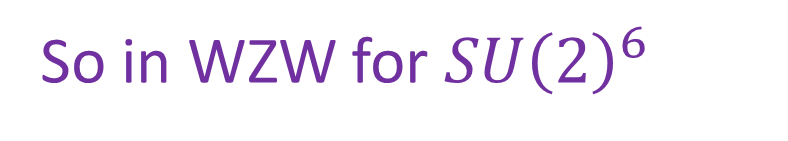 So in WZW for 𝑆𝑈(2)⁶